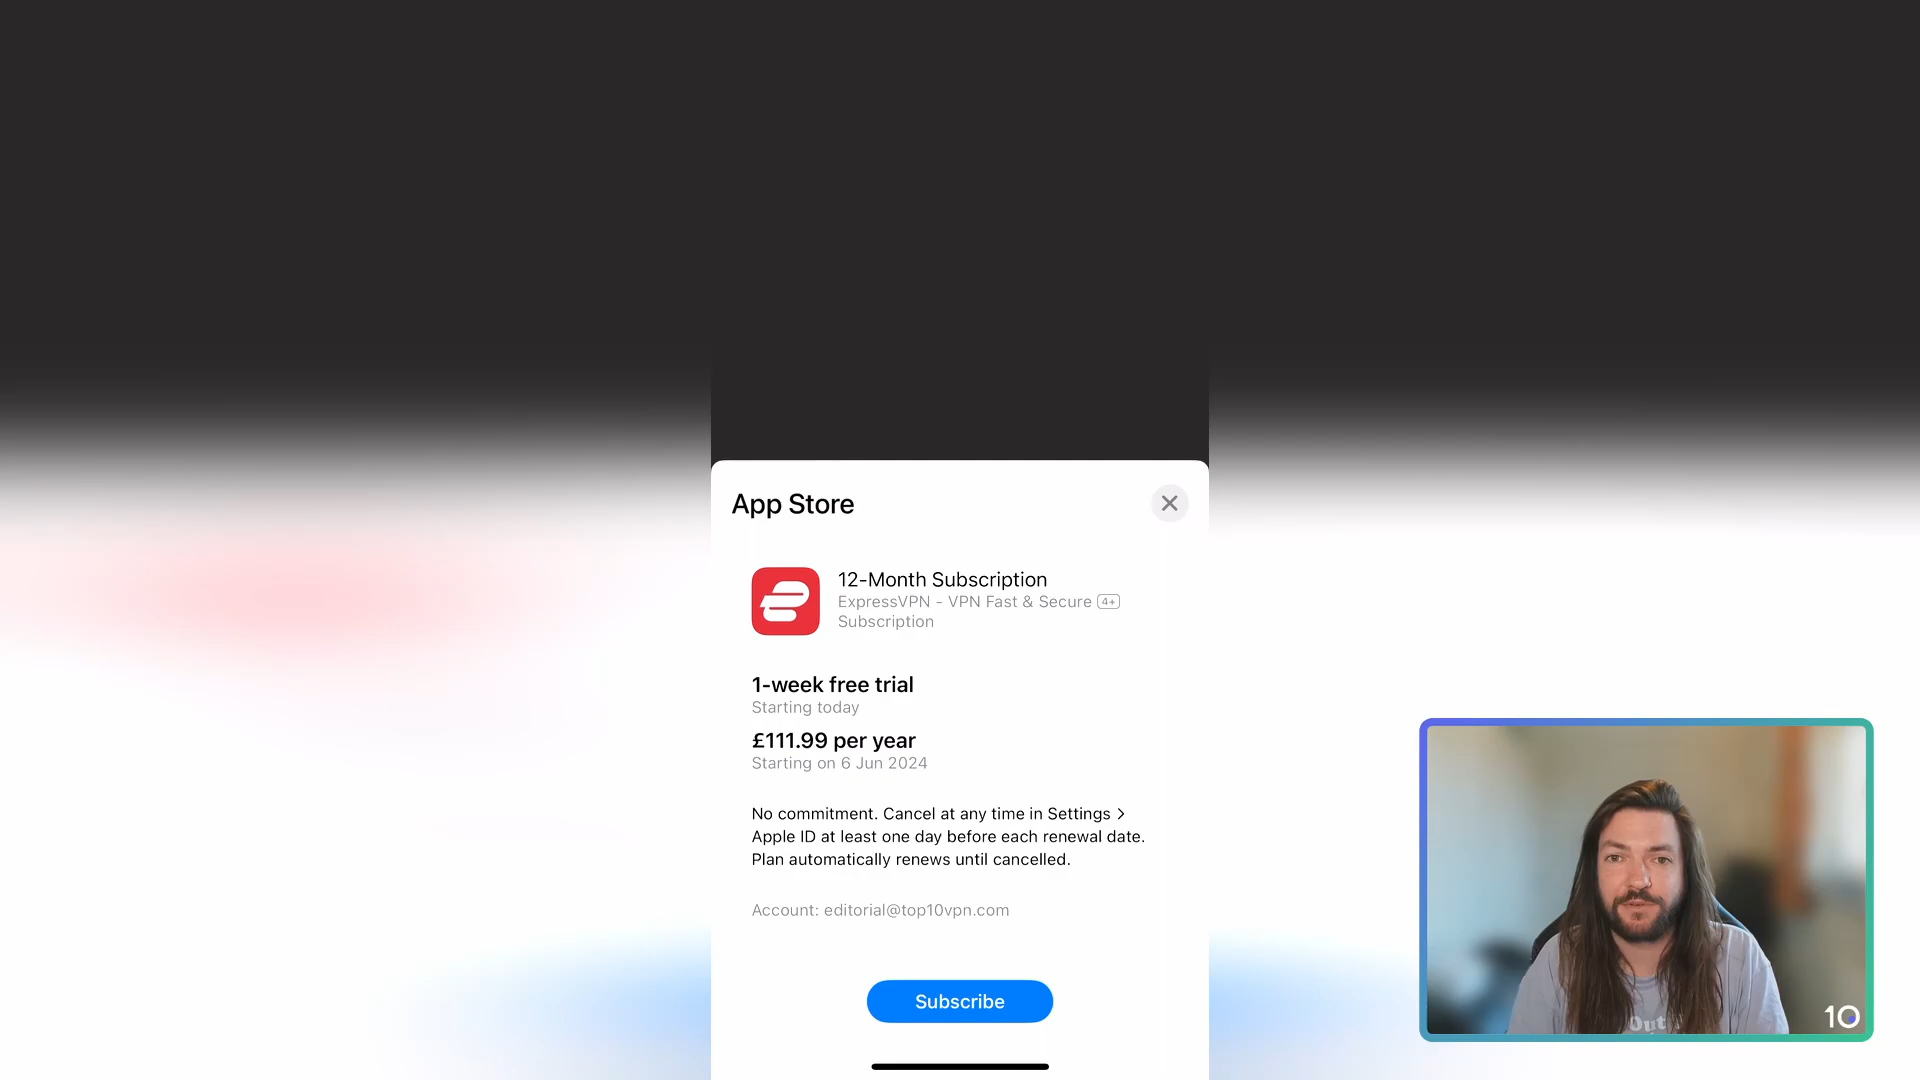 App Store
12-Month Subscription
ExpressVPN - VPN Fast & Secure 4+
Subscription
1-week free trial
Starting today
£111.99 per year
Starting on 6 Jun 2024
No commitment. Cancel at any time in Settings >
Apple ID at least one day before each renewal date.
Plan automatically renews until cancelled.
Account: editorial@top10vpn.com
Subscribe
Out
10